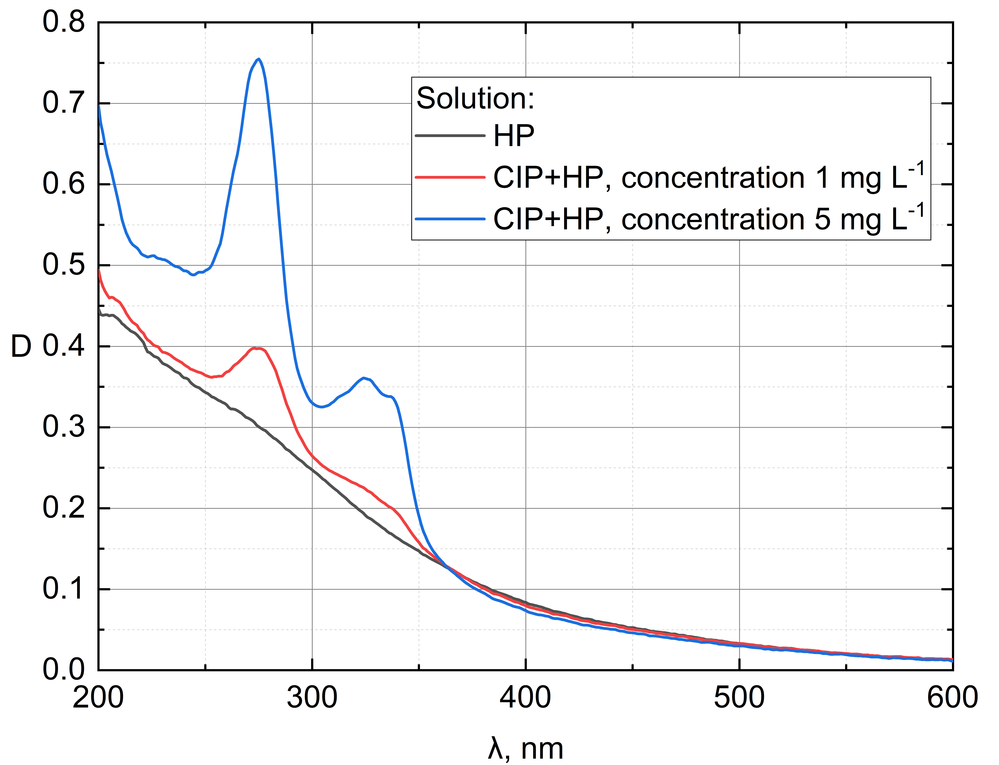 0.8
0.7
0.6
0.5
D 0.4
0.3
0.2
0.1
0.0
200 300 400 500 600
λ, nm
Solution:
HP
CIP+HP, concentration 1 mg L⁻¹
CIP+HP, concentration 5 mg L⁻¹